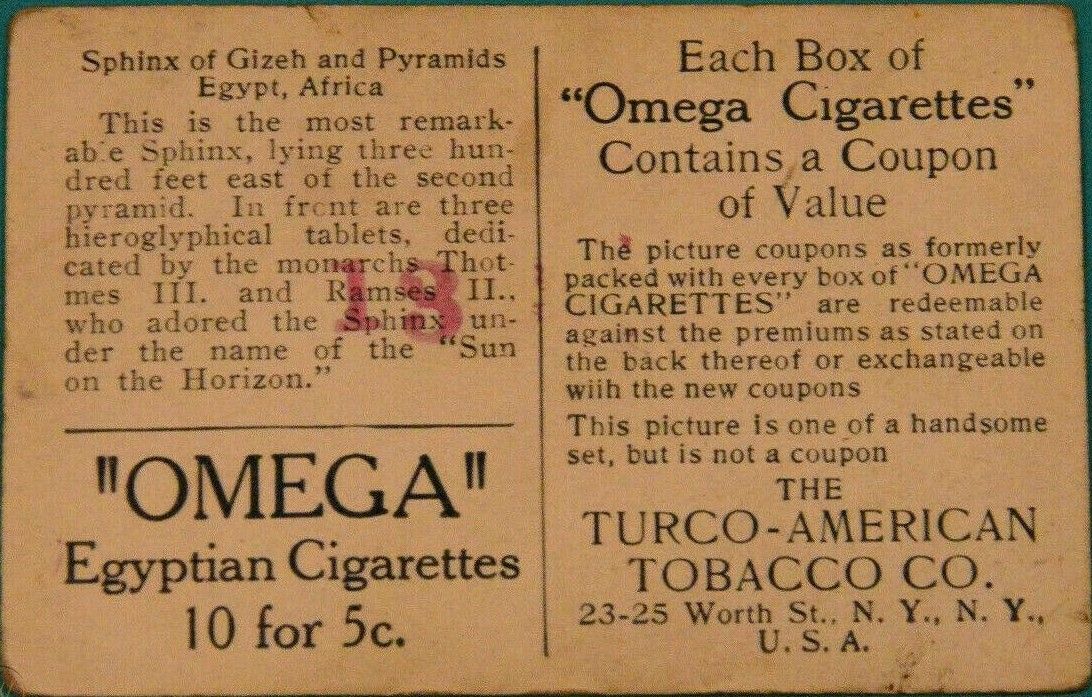 Sphinx of Gizeh and Pyramids
Egypt, Africa
This is the most remark-
ab e Sphinx, lying three hun-
dred feet east of the second
pyramid. In front are three
hieroglyphical tablets, dedi-
cated by the monarchs Thot-
mes III. and Ramses II.,
who adored the Sphinx un-
der the name of the "Sun
on the Horizon."
13
"OMEGA"
Egyptian Cigarettes
10 for 5c.
Each Box of
"Omega Cigarettes"
Contains a Coupon
of Value
The picture coupons as formerly
packed with every box of "OMEGA
CIGARETTES" are redeemable
against the premiums as stated on
the back thereof or exchangeable
wiih the new coupons
This picture is one of a handsome
set, but is not a coupon
THE
TURCO-AMERICAN
TOBACCO CO.
23-25 Worth St., N. Y., N. Y.,
U. S. A.